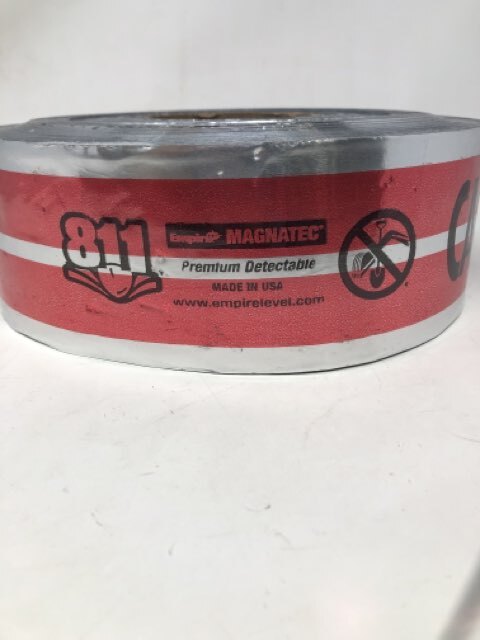 811
Empire MAGNATEC
Premium Detectable
MADE IN USA
www.empirelevel.com